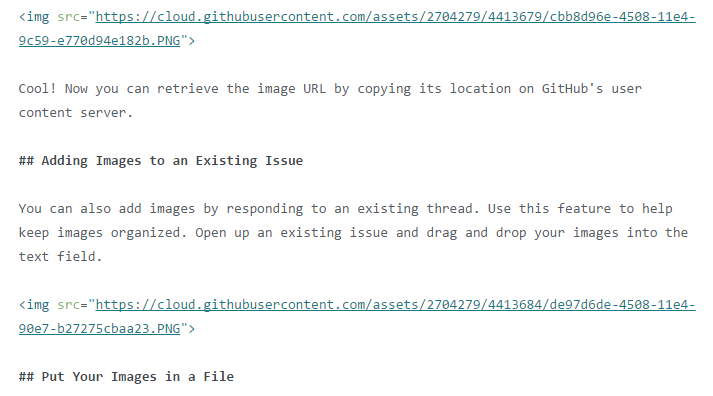 <img src="https://cloud.githubusercontent.com/assets/2704279/4413679/cbb8d96e-4508-11e4-
9c59-e770d94e182b.PNG">
Cool! Now you can retrieve the image URL by copying its location on GitHub's user
content server.
## Adding Images to an Existing Issue
You can also add images by responding to an existing thread. Use this feature to help
keep images organized. Open up an existing issue and drag and drop your images into the
text field.
<img src="https://cloud.githubusercontent.com/assets/2704279/4413684/de97d6de-4508-11e4-
90e7-b27275cbaa23.PNG">
## Put Your Images in a File